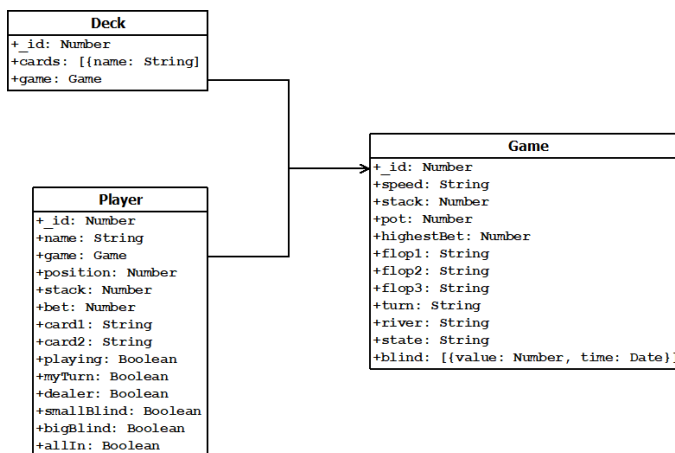 Deck
+_id: Number
+cards: [{name: String]
+game: Game
Game
+_id: Number
+speed: String
+stack: Number
+pot: Number
+highestBet: Number
+flop1: String
+flop2: String
+flop3: String
+turn: String
+river: String
+state: String
+blind: [{value: Number, time: Date}]
Player
+_id: Number
+name: String
+game: Game
+position: Number
+stack: Number
+bet: Number
+card1: String
+card2: String
+playing: Boolean
+myTurn: Boolean
+dealer: Boolean
+smallBlind: Boolean
+bigBlind: Boolean
+allIn: Boolean